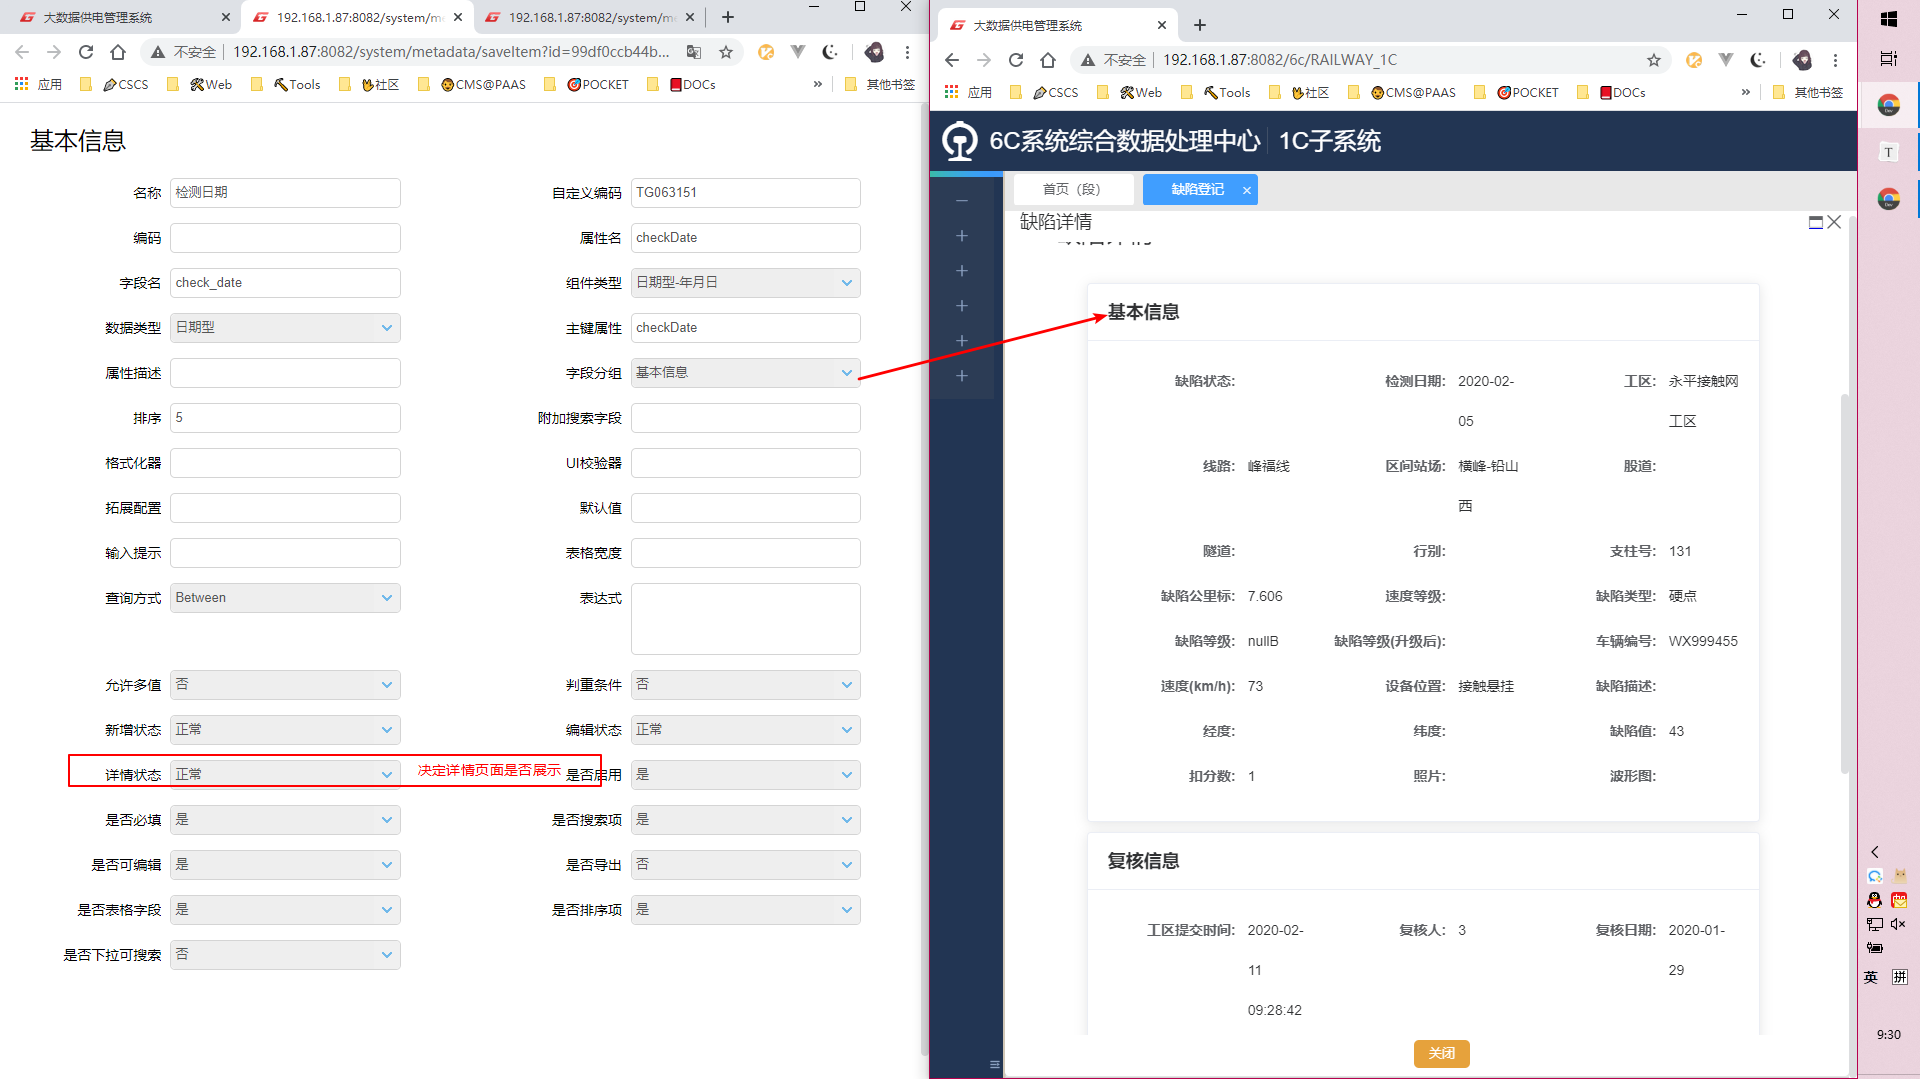 大数据供电管理系统
192.168.1.87:8082/system/m
192.168.1.87:8082/system/m
不安全
192.168.1.87:8082/system/metadata/saveItem?id=99df0ccb44b...
应用
CSCS
Web
Tools
社区
CMS@PAAS
POCKET
DOCs
»
其他书签
基本信息
名称 检测日期
自定义编码 TG063151
编码
属性名 checkDate
字段名 check_date
组件类型 日期型-年月日
数据类型 日期型
主键属性 checkDate
属性描述
字段分组 基本信息
排序 5
附加搜索字段
格式化器
UI校验器
拓展配置
默认值
输入提示
表格宽度
查询方式 Between
表达式
允许多值 否
判重条件 否
新增状态 正常
编辑状态 正常
详情状态 正常
决定详情页面是否展示
是否启用 是
是否必填 是
是否搜索项 是
是否可编辑 是
是否导出 否
是否表格字段 是
是否排序项 是
是否下拉可搜索 否
大数据供电管理系统
不安全
192.168.1.87:8082/6c/RAILWAY_1C
应用
CSCS
Web
Tools
社区
CMS@PAAS
POCKET
DOCs
»
其他书签
6C系统综合数据处理中心 1C子系统
首页（段）
缺陷登记
缺陷详情
基本信息
缺陷状态:
检测日期: 2020-02-
05
工区: 永平接触网
工区
线路: 峰福线
区间站场: 横峰-铅山
西
股道:
隧道:
行别:
支柱号: 131
缺陷公里标: 7.606
速度等级:
缺陷类型: 硬点
缺陷等级: nullB
缺陷等级(升级后):
车辆编号: WX999455
速度(km/h): 73
设备位置: 接触悬挂
缺陷描述:
经度:
纬度:
缺陷值: 43
扣分数: 1
照片:
波形图:
复核信息
工区提交时间: 2020-02-
11
09:28:42
复核人: 3
复核日期: 2020-01-
29
关闭
T
英
拼
9:30